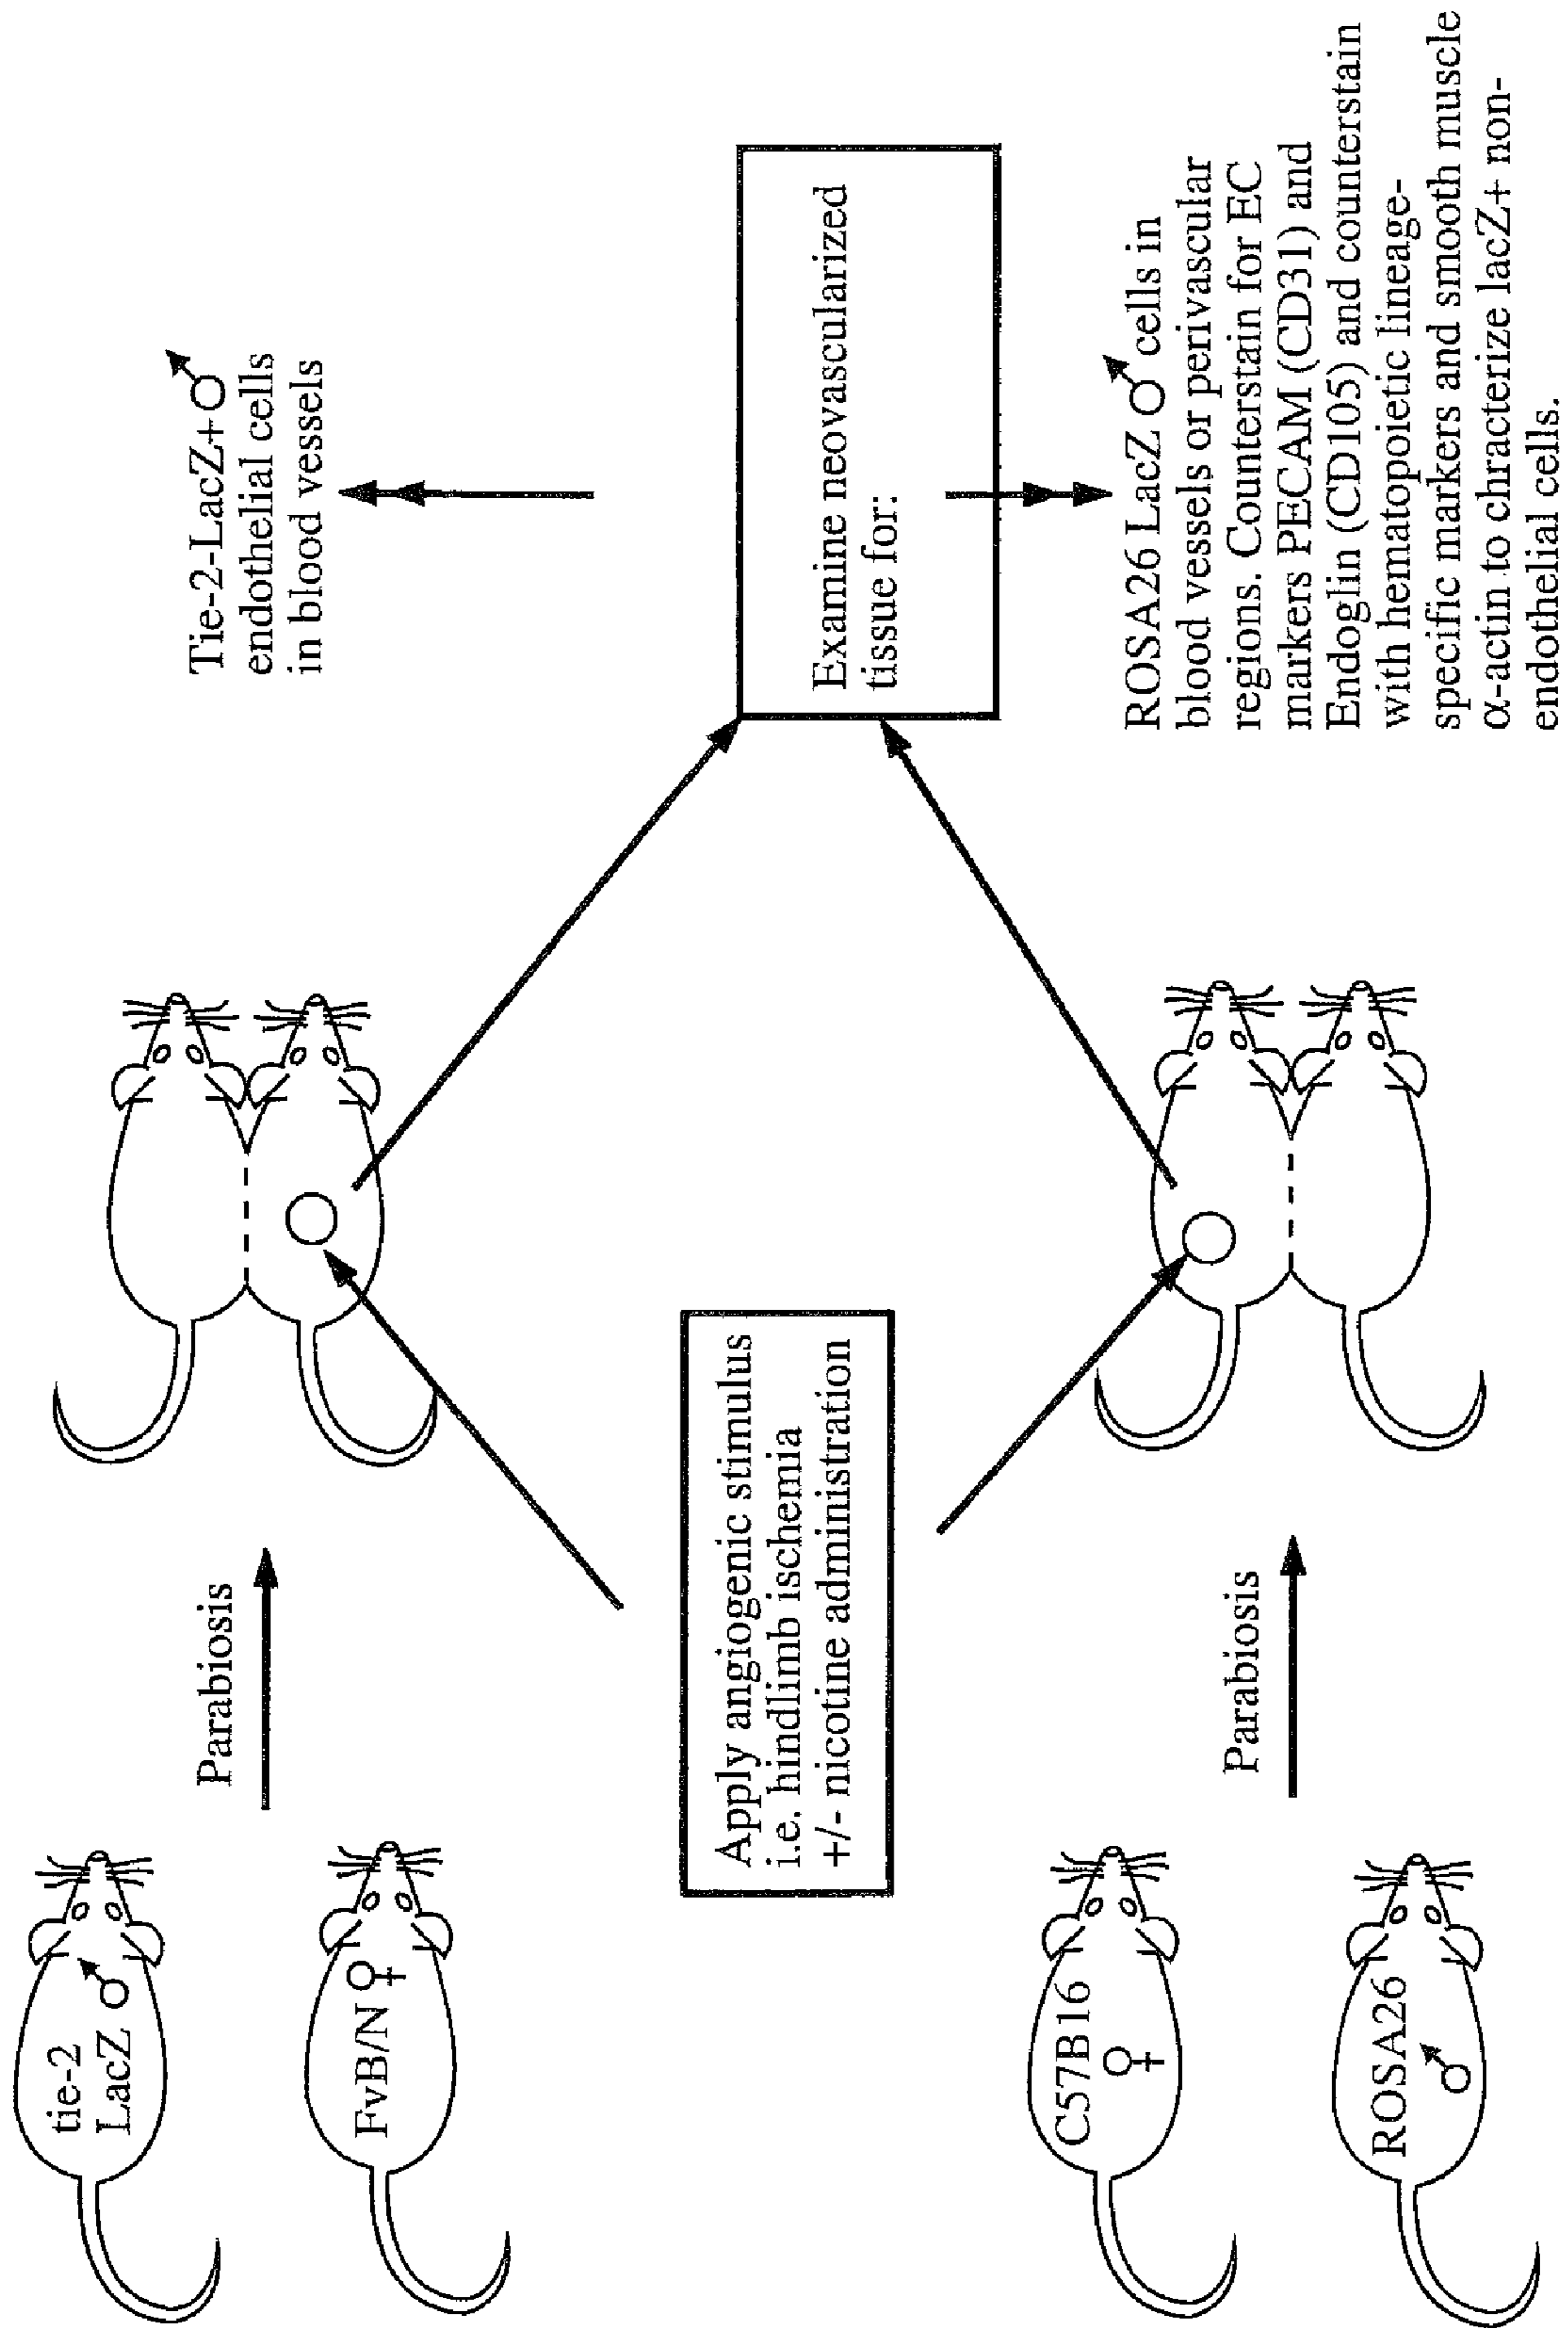 tie-2
LacZ ♂
FvB/N ♀
Parabiosis
Apply angiogenic stimulus
i.e. hindlimb ischemia
+/- nicotine administration
C57B16
♀
ROSA26
♂
Parabiosis
Tie-2-LacZ+♂
endothelial cells
in blood vessels
Examine neovascularized
tissue for:
ROSA26 LacZ ♂ cells in
blood vessels or perivascular
regions. Counterstain for EC
markers PECAM (CD31) and
Endoglin (CD105) and counterstain
with hematopoietic lineage-
specific markers and smooth muscle
α-actin to chracterize lacZ+ non-
endothelial cells.